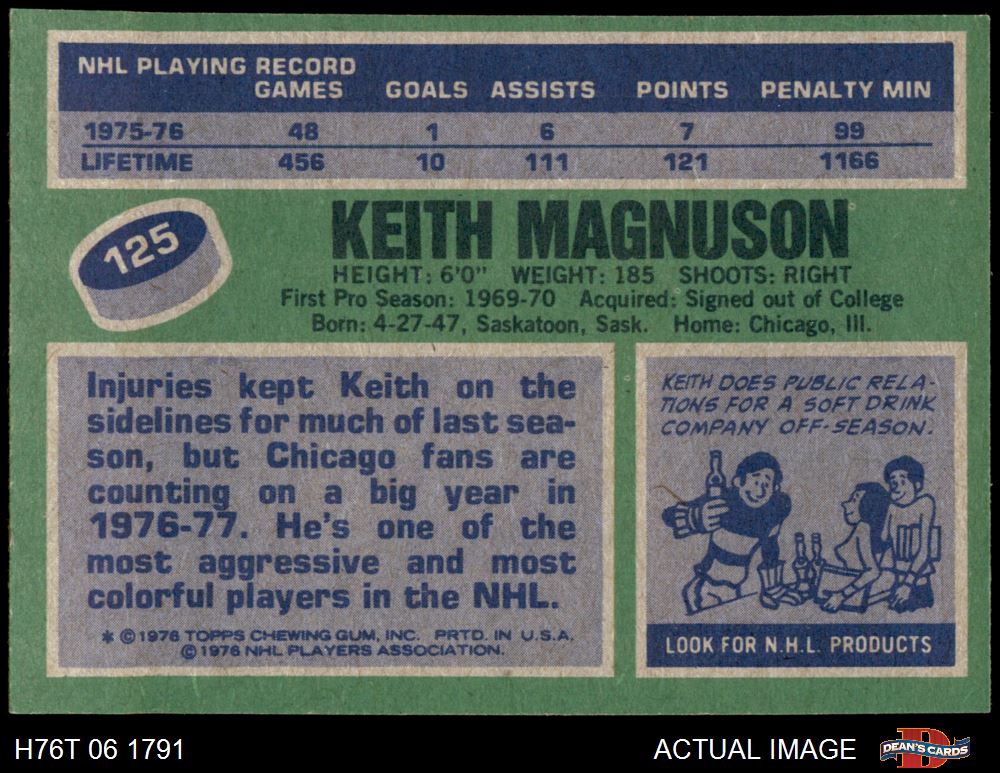 NHL PLAYING RECORD
GAMES GOALS ASSISTS POINTS PENALTY MIN
1975-76 48 1 6 7 99
LIFETIME 456 10 111 121 1166
125
KEITH MAGNUSON
HEIGHT: 6'0" WEIGHT: 185 SHOOTS: RIGHT
First Pro Season: 1969-70 Acquired: Signed out of College
Born: 4-27-47, Saskatoon, Sask. Home: Chicago, Ill.
Injuries kept Keith on the
sidelines for much of last sea-
son, but Chicago fans are
counting on a big year in
1976-77. He's one of the
most aggressive and most
colorful players in the NHL.
* ©1976 TOPPS CHEWING GUM, INC. PRTD. IN U.S.A.
©1976 NHL PLAYERS ASSOCIATION.
KEITH DOES PUBLIC RELA-
TIONS FOR A SOFT DRINK
COMPANY OFF-SEASON.
LOOK FOR N.H.L. PRODUCTS
H76T 06 1791
ACTUAL IMAGE
DEAN'S CARDS